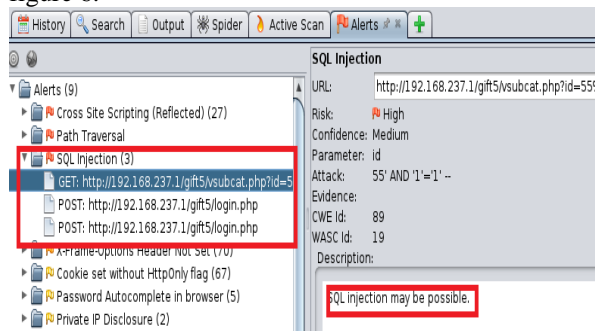 figure 8.
History Search Output Spider Active Scan Alerts
SQL Injection
URL: http://192.168.237.1/gift5/vsubcat.php?id=55%
Risk: High
Confidence: Medium
Parameter: id
Attack: 55' AND '1'='1' --
Evidence:
CWE Id: 89
WASC Id: 19
Description:
SQL injection may be possible.
Alerts (9)
Cross Site Scripting (Reflected) (27)
Path Traversal
SQL Injection (3)
GET: http://192.168.237.1/gift5/vsubcat.php?id=5
POST: http://192.168.237.1/gift5/login.php
POST: http://192.168.237.1/gift5/login.php
X-Frame-Options Header Not Set (70)
Cookie set without HttpOnly flag (67)
Password Autocomplete in browser (5)
Private IP Disclosure (2)